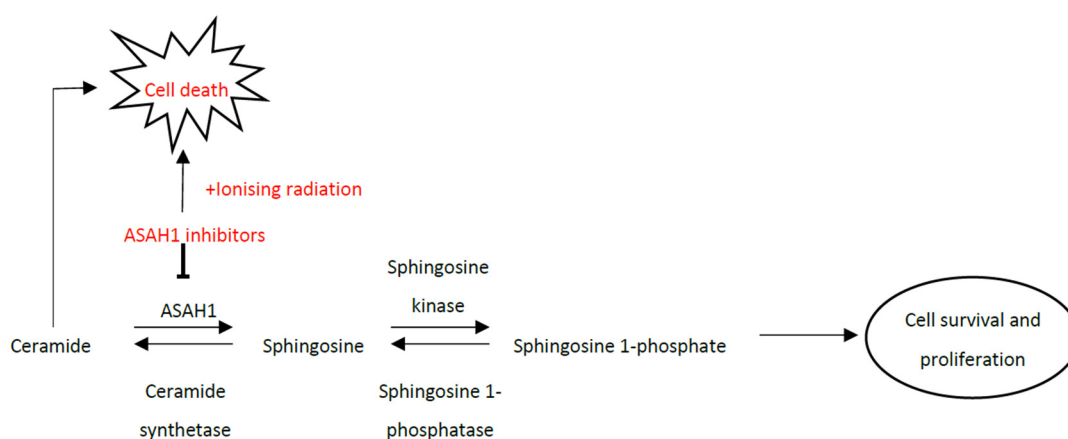 Cell death
+Ionising radiation
ASAH1 inhibitors
Sphingosine
kinase
ASAH1
Ceramide
Sphingosine
Sphingosine 1-phosphate
Cell survival and
proliferation
Ceramide
synthetase
Sphingosine 1-
phosphatase